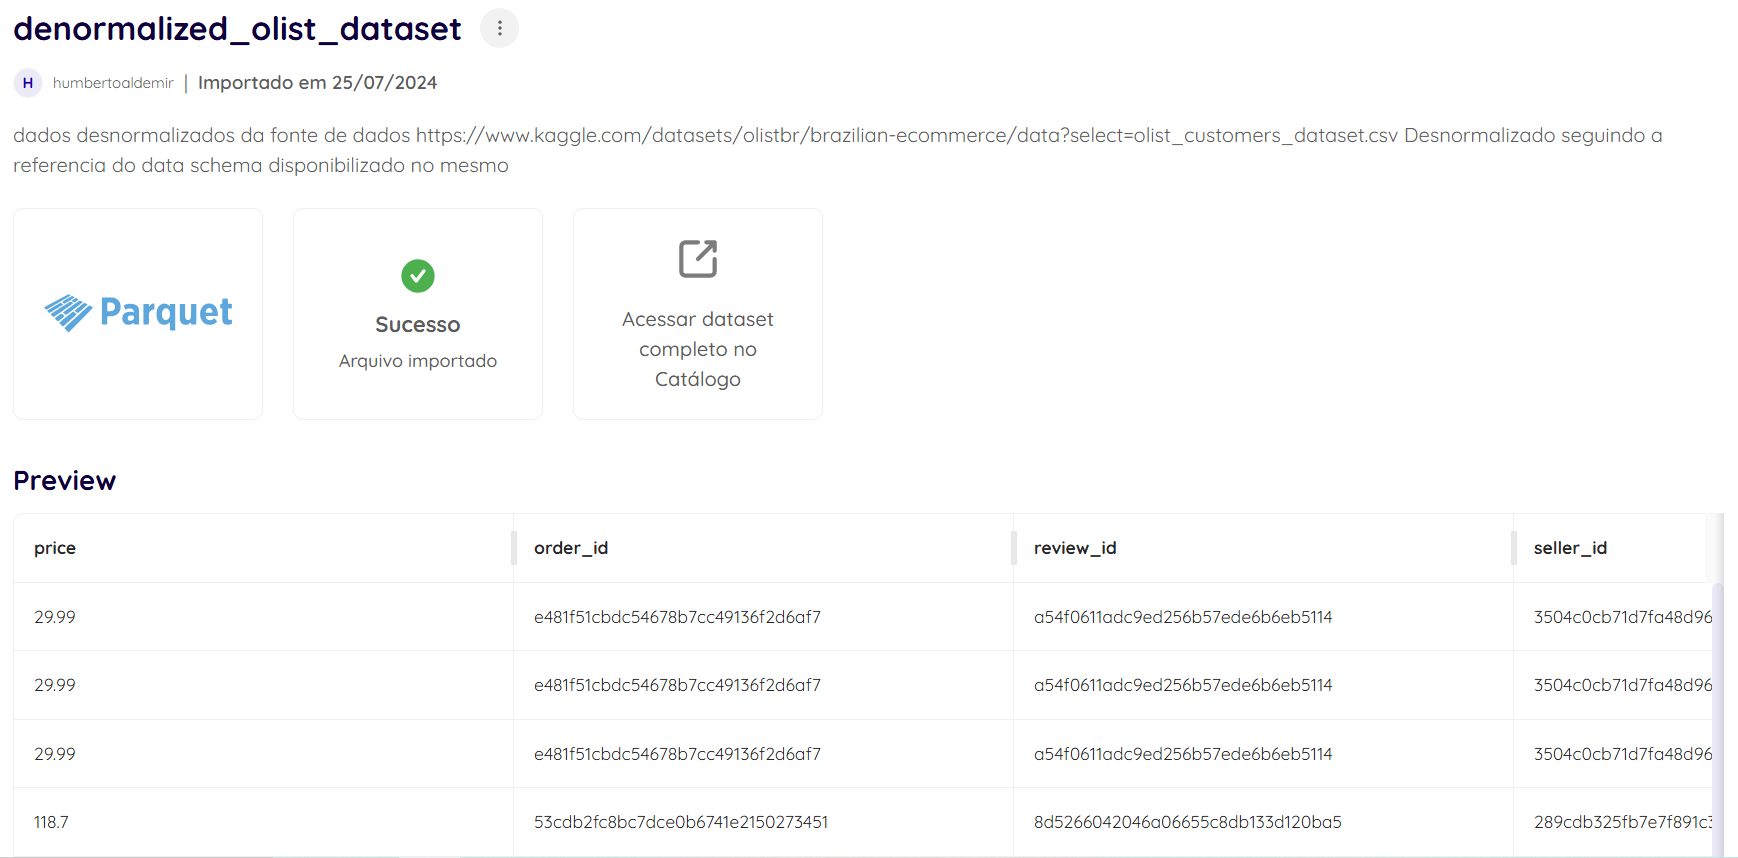 denormalized_olist_dataset
H humbertoaldemir | Importado em 25/07/2024
dados desnormalizados da fonte de dados https://www.kaggle.com/datasets/olistbr/brazilian-ecommerce/data?select=olist_customers_dataset.csv Desnormalizado seguindo a
referencia do data schema disponibilizado no mesmo
Parquet
Sucesso
Arquivo importado
Acessar dataset
completo no
Catálogo
Preview
price order_id review_id seller_id
29.99 e481f51cbdc54678b7cc49136f2d6af7 a54f0611adc9ed256b57ede6b6eb5114 3504c0cb71d7fa48d96
29.99 e481f51cbdc54678b7cc49136f2d6af7 a54f0611adc9ed256b57ede6b6eb5114 3504c0cb71d7fa48d96
29.99 e481f51cbdc54678b7cc49136f2d6af7 a54f0611adc9ed256b57ede6b6eb5114 3504c0cb71d7fa48d96
118.7 53cdb2fc8bc7dce0b6741e2150273451 8d5266042046a06655c8db133d120ba5 289cdb325fb7e7f891c3